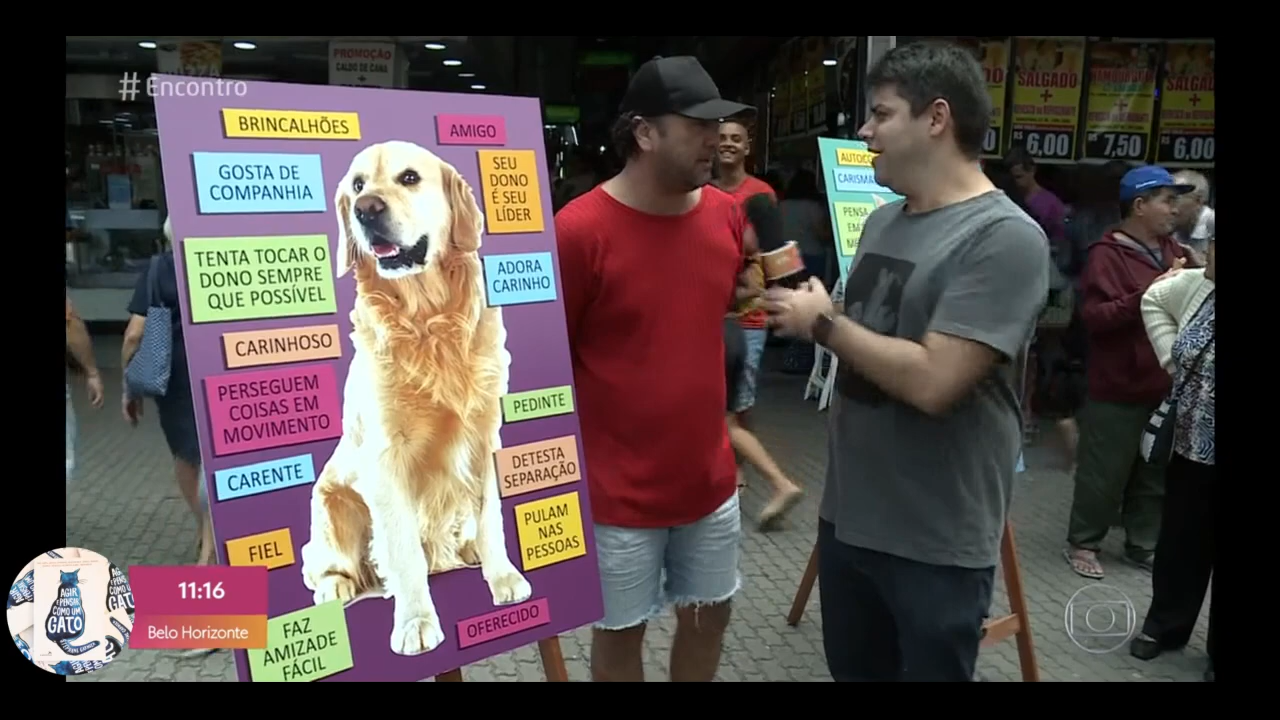 #Encontro
BRINCALHÕES
AMIGO
GOSTA DE
COMPANHIA
SEU
DONO
É SEU
LÍDER
TENTA TOCAR O
DONO SEMPRE
QUE POSSÍVEL
ADORA
CARINHO
CARINHOSO
PERSEGUEM
COISAS EM
MOVIMENTO
PEDINTE
DETESTA
SEPARAÇÃO
CARENTE
PULAM
NAS
PESSOAS
FIEL
OFERECIDO
FAZ
AMIZADE
FÁCIL
PROMOÇÃO
CALDO DE CANA
SALGADO
+
R$ 6,00
HAMBURGUER
+
7,50
SALGADO
+
6,00
PENSA
AGIR
E PENSAR
COMO UM
GATO
11:16
Belo Horizonte